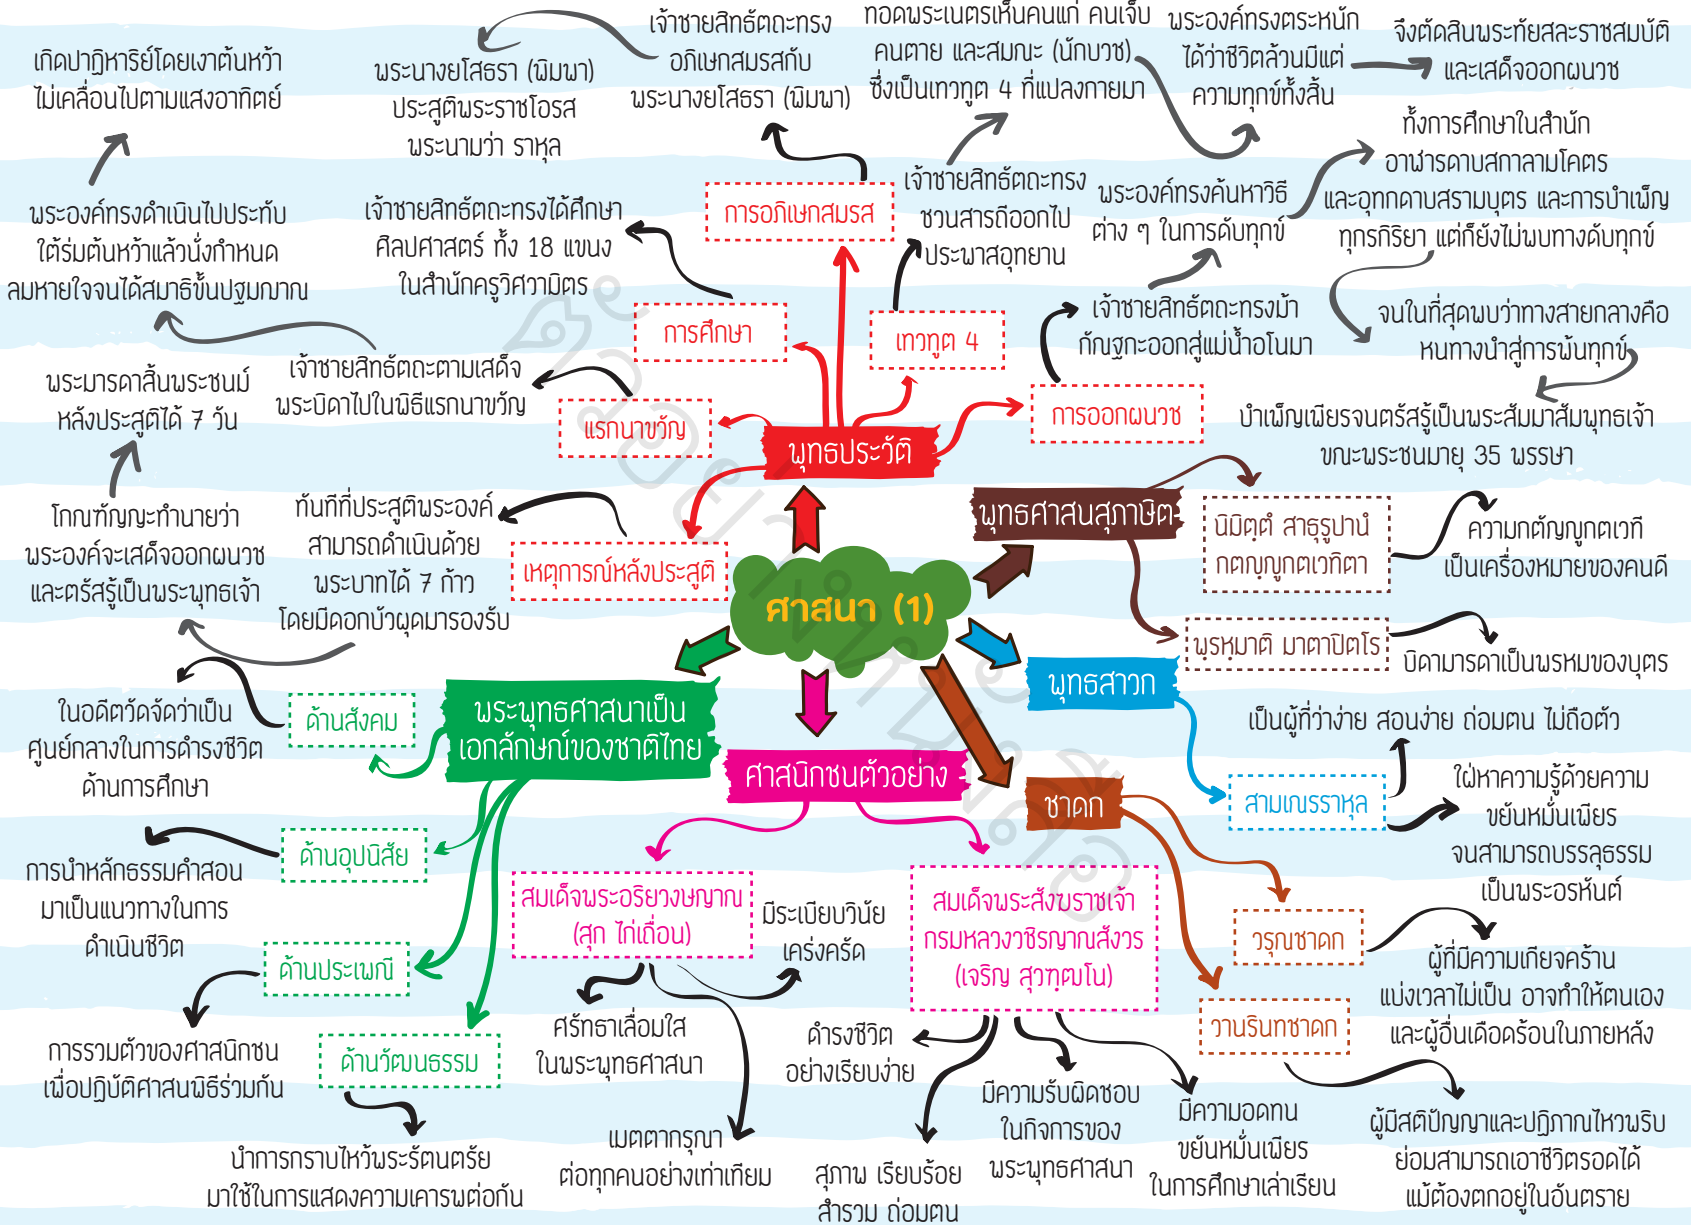 ศาสนา (1)
พุทธประวัติ
เหตุการณ์หลังประสูติ
ทันทีที่ประสูติพระองค์
สามารถดำเนินด้วย
พระบาทได้ 7 ก้าว
โดยมีดอกบัวผุดมารองรับ
โกณฑัญญะทำนายว่า
พระองค์จะเสด็จออกผนวช
และตรัสรู้เป็นพระพุทธเจ้า
พระมารดาสิ้นพระชนม์
หลังประสูติได้ 7 วัน
แรกนาขวัญ
เจ้าชายสิทธัตถะตามเสด็จ
พระบิดาไปในพิธีแรกนาขวัญ
พระองค์ทรงดำเนินไปประทับ
ใต้ร่มต้นหว้าแล้วนั่งกำหนด
ลมหายใจจนได้สมาธิขั้นปฐมฌาณ
เกิดปาฏิหาริย์โดยเงาต้นหว้า
ไม่เคลื่อนไปตามแสงอาทิตย์
การศึกษา
เจ้าชายสิทธัตถะทรงได้ศึกษา
ศิลปศาสตร์ ทั้ง 18 แขนง
ในสำนักครูวิศวามิตร
การอภิเษกสมรส
เจ้าชายสิทธัตถะทรง
อภิเษกสมรสกับ
พระนางยโสธรา (พิมพา)
พระนางยโสธรา (พิมพา)
ประสูติพระราชโอรส
พระนามว่า ราหุล
เทวทูต 4
เจ้าชายสิทธัตถะทรง
ชวนสารถีออกไป
ประพาสอุทยาน
ทอดพระเนตรเห็นคนแก่ คนเจ็บ
คนตาย และสมณะ (นักบวช)
ซึ่งเป็นเทวทูต 4 ที่แปลงกายมา
พระองค์ทรงตระหนัก
ได้ว่าชีวิตล้วนมีแต่
ความทุกข์ทั้งสิ้น
จึงตัดสินพระทัยสละราชสมบัติ
และเสด็จออกผนวช
การออกผนวช
เจ้าชายสิทธัตถะทรงม้า
กัณฐกะออกสู่แม่น้ำอโนมา
พระองค์ทรงค้นหาวิธี
ต่าง ๆ ในการดับทุกข์
ทั้งการศึกษาในสำนัก
อาฬารดาบสกาลามโคตร
และอุทกดาบสรามบุตร และการบำเพ็ญ
ทุกรกิริยา แต่ก็ยังไม่พบทางดับทุกข์
จนในที่สุดพบว่าทางสายกลางคือ
หนทางนำสู่การพ้นทุกข์
บำเพ็ญเพียรจนตรัสรู้เป็นพระสัมมาสัมพุทธเจ้า
ขณะพระชนมายุ 35 พรรษา
พุทธศาสนสุภาษิต
นิมิตฺตํ สาธุรูปานํ
กตญฺญูกตเวทิตา
ความกตัญญูกตเวที
เป็นเครื่องหมายของคนดี
พฺรหฺมาติ มาตาปิตโร
บิดามารดาเป็นพรหมของบุตร
พุทธสาวก
สามเณรราหุล
เป็นผู้ที่ว่าง่าย สอนง่าย ถ่อมตน ไม่ถือตัว
ใฝ่หาความรู้ด้วยความ
ขยันหมั่นเพียร
จนสามารถบรรลุธรรม
เป็นพระอรหันต์
ชาดก
วรุณชาดก
ผู้ที่มีความเกียจคร้าน
แบ่งเวลาไม่เป็น อาจทำให้ตนเอง
และผู้อื่นเดือดร้อนในภายหลัง
วานรินทชาดก
ผู้มีสติปัญญาและปฏิภาณไหวพริบ
ย่อมสามารถเอาชีวิตรอดได้
แม้ต้องตกอยู่ในอันตราย
ศาสนิกชนตัวอย่าง
สมเด็จพระอริยวงษญาณ
(สุก ไก่เถื่อน)
มีระเบียบวินัย
เคร่งครัด
ศรัทธาเลื่อมใส
ในพระพุทธศาสนา
เมตตากรุณา
ต่อทุกคนอย่างเท่าเทียม
สมเด็จพระสังฆราชเจ้า
กรมหลวงวชิรญาณสังวร
(เจริญ สุวฑฺฒโน)
ดำรงชีวิต
อย่างเรียบง่าย
สุภาพ เรียบร้อย
สำรวม ถ่อมตน
มีความรับผิดชอบ
ในกิจการของ
พระพุทธศาสนา
มีความอดทน
ขยันหมั่นเพียร
ในการศึกษาเล่าเรียน
พระพุทธศาสนาเป็น
เอกลักษณ์ของชาติไทย
ด้านสังคม
ในอดีตวัดจัดว่าเป็น
ศูนย์กลางในการดำรงชีวิต
ด้านการศึกษา
ด้านอุปนิสัย
การนำหลักธรรมคำสอน
มาเป็นแนวทางในการ
ดำเนินชีวิต
ด้านประเพณี
การรวมตัวของศาสนิกชน
เพื่อปฏิบัติศาสนพิธีร่วมกัน
ด้านวัฒนธรรม
นำการกราบไหว้พระรัตนตรัย
มาใช้ในการแสดงความเคารพต่อกัน